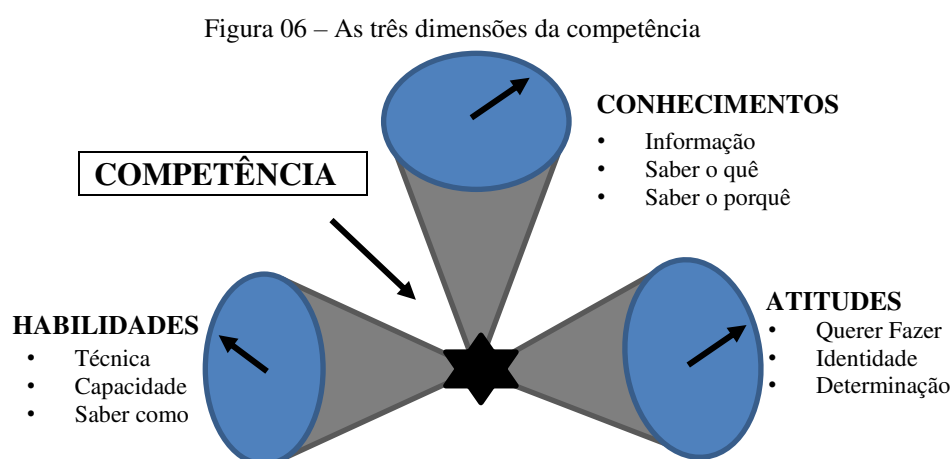 Figura 06 – As três dimensões da competência
CONHECIMENTOS
• Informação
• Saber o quê
• Saber o porquê
COMPETÊNCIA
HABILIDADES
• Técnica
• Capacidade
• Saber como
ATITUDES
• Querer Fazer
• Identidade
• Determinação